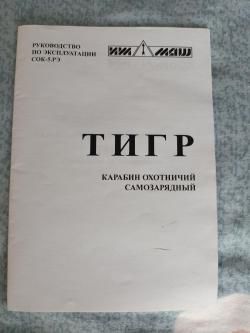 РУКОВОДСТВО
ПО ЭКСПЛУАТАЦИИ
СОК-5.РЭ
ИЖМАШ
ТИГР
КАРАБИН ОХОТНИЧИЙ
САМОЗАРЯДНЫЙ